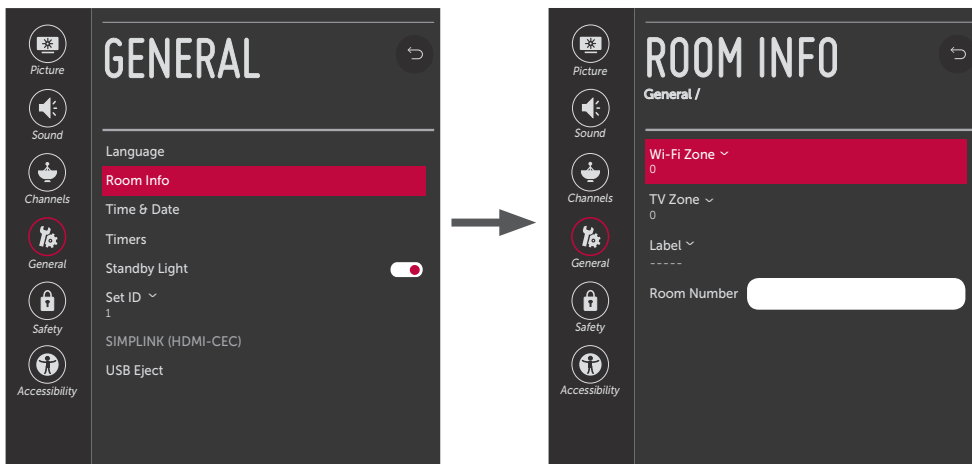 Picture
Sound
Channels
General
Safety
Accessibility
GENERAL
Language
Room Info
Time & Date
Timers
Standby Light
Set ID
1
SIMPLINK (HDMI-CEC)
USB Eject
Picture
Sound
Channels
General
Safety
Accessibility
ROOM INFO
General /
Wi-Fi Zone
0
TV Zone
0
Label
-----
Room Number